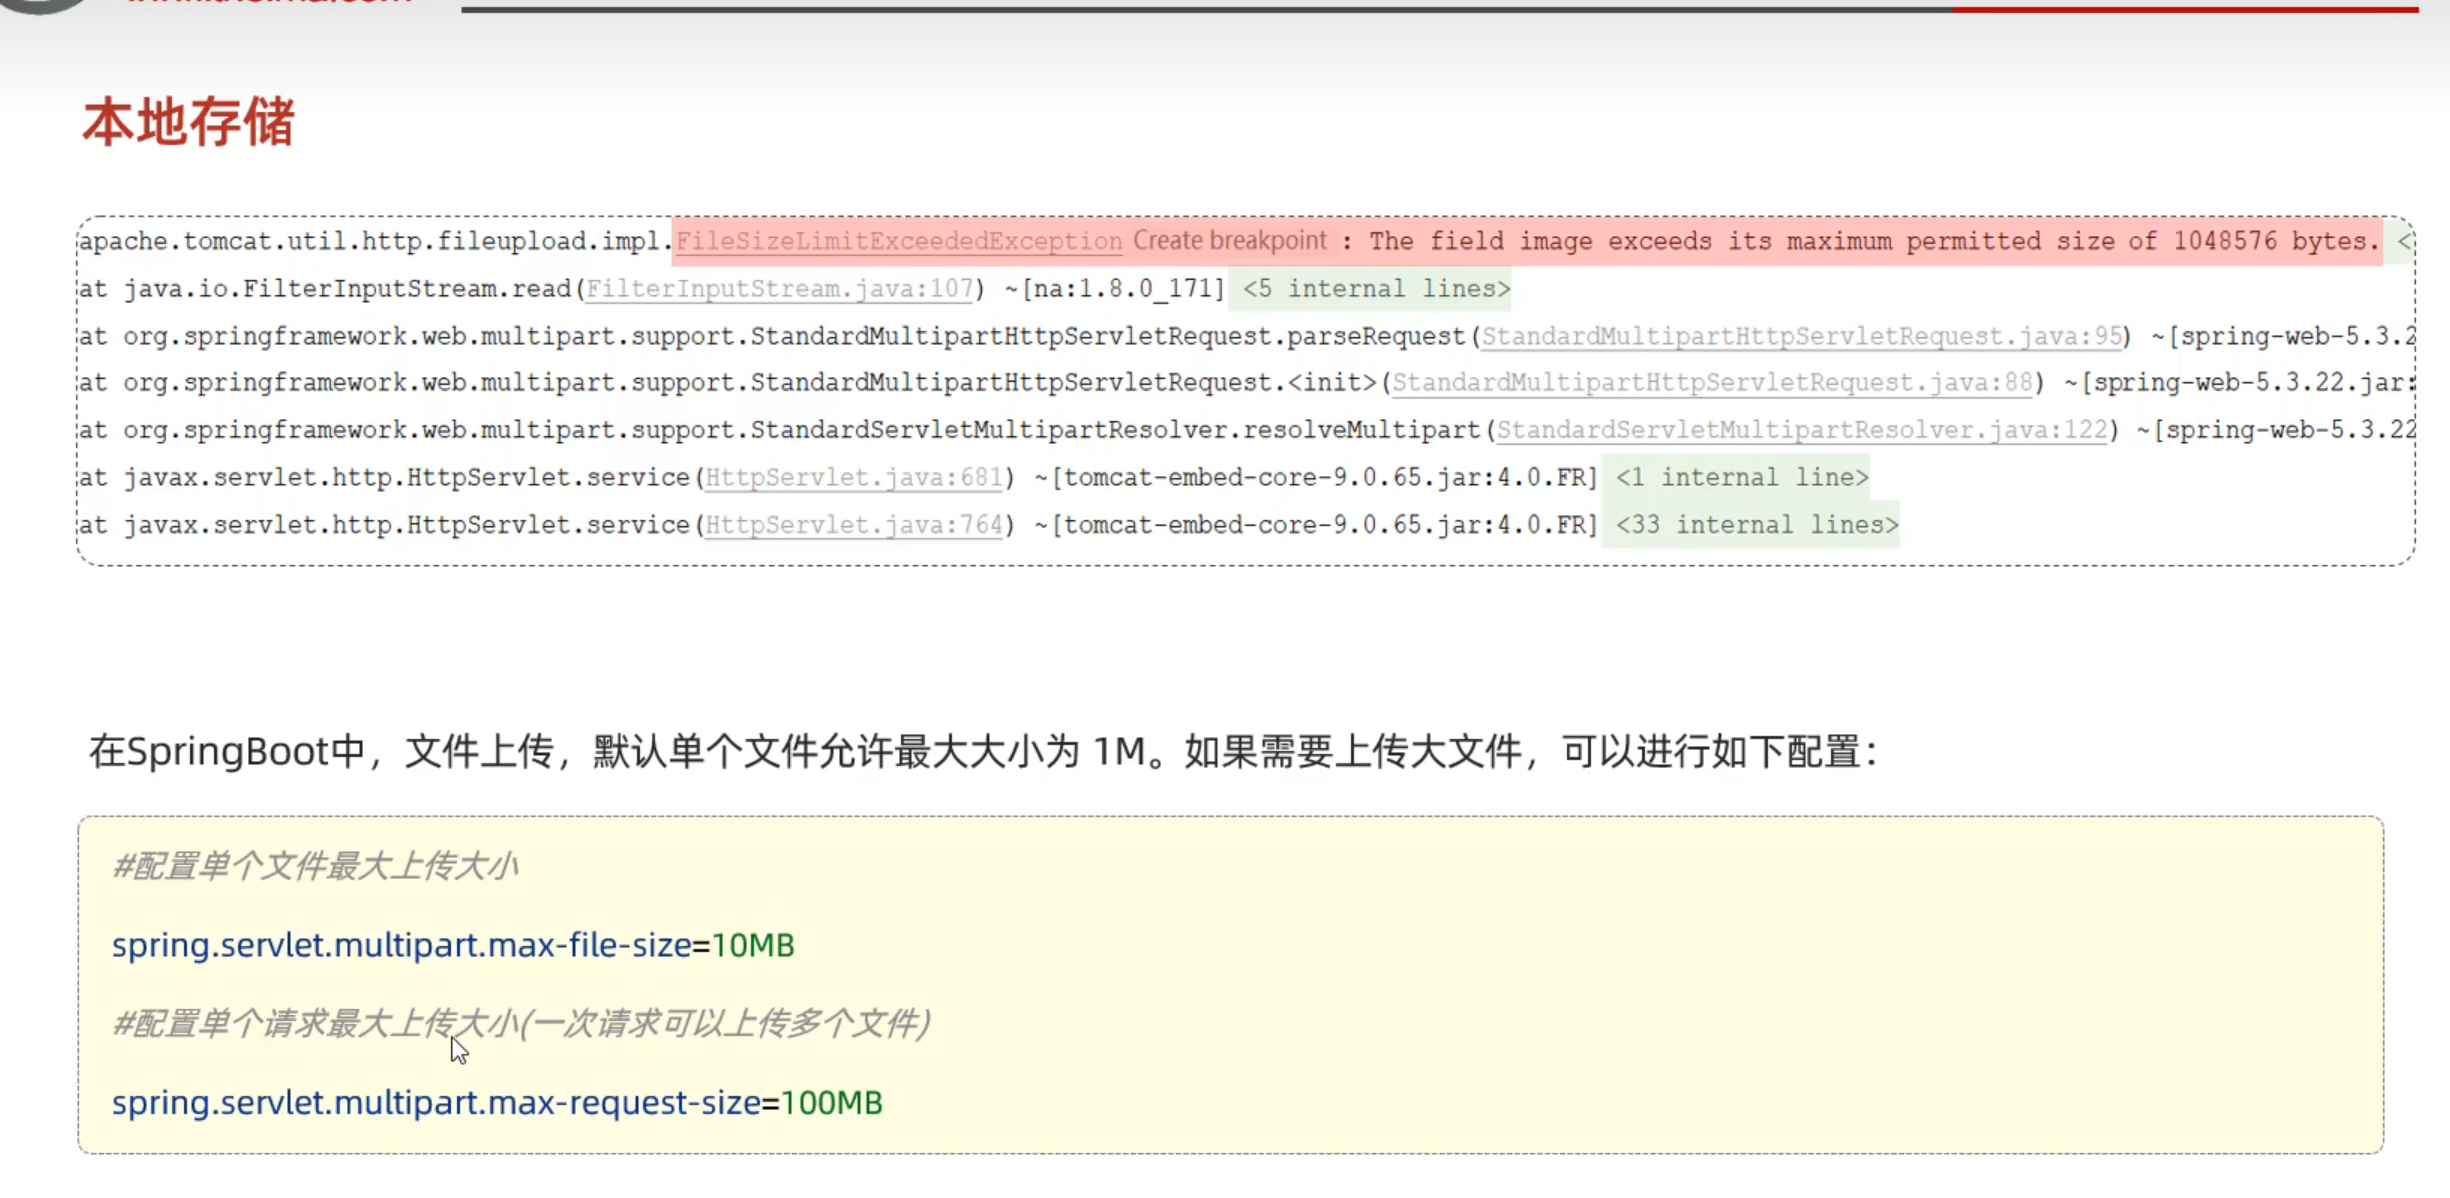 本地存储
apache.tomcat.util.http.fileupload.impl.FileSizeLimitExceededException Create breakpoint : The field image exceeds its maximum permitted size of 1048576 bytes. <
at java.io.FilterInputStream.read(FilterInputStream.java:107) ~[na:1.8.0_171] <5 internal lines>
at org.springframework.web.multipart.support.StandardMultipartHttpServletRequest.parseRequest(StandardMultipartHttpServletRequest.java:95) ~[spring-web-5.3.2
at org.springframework.web.multipart.support.StandardMultipartHttpServletRequest.<init>(StandardMultipartHttpServletRequest.java:88) ~[spring-web-5.3.22.jar:
at org.springframework.web.multipart.support.StandardServletMultipartResolver.resolveMultipart(StandardServletMultipartResolver.java:122) ~[spring-web-5.3.22
at javax.servlet.http.HttpServlet.service(HttpServlet.java:681) ~[tomcat-embed-core-9.0.65.jar:4.0.FR] <1 internal line>
at javax.servlet.http.HttpServlet.service(HttpServlet.java:764) ~[tomcat-embed-core-9.0.65.jar:4.0.FR] <33 internal lines>
在SpringBoot中，文件上传，默认单个文件允许最大大小为 1M。如果需要上传大文件，可以进行如下配置：
#配置单个文件最大上传大小
spring.servlet.multipart.max-file-size=10MB
#配置单个请求最大上传大小(一次请求可以上传多个文件)
spring.servlet.multipart.max-request-size=100MB